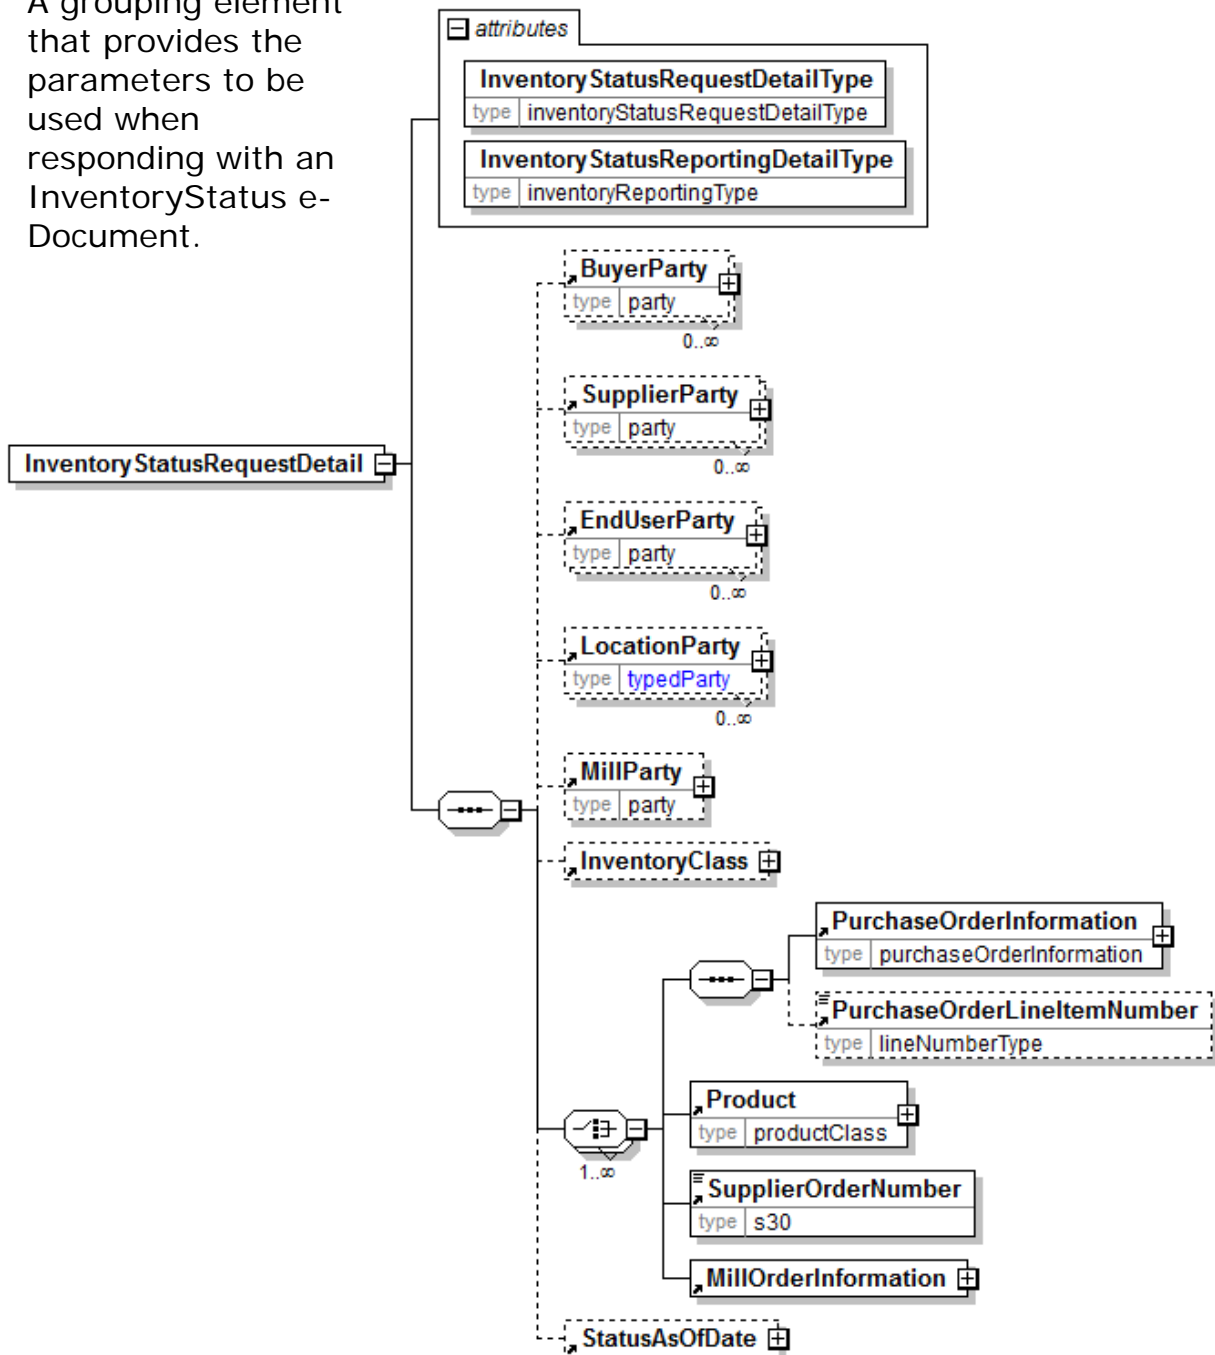 A grouping element
that provides the
parameters to be
used when
responding with an
InventoryStatus e-
Document.
attributes
InventoryStatusRequestDetailType
type inventoryStatusRequestDetailType
InventoryStatusReportingDetailType
type inventoryReportingType
BuyerParty
type party
0..∞
SupplierParty
type party
0..∞
InventoryStatusRequestDetail
EndUserParty
type party
0..∞
LocationParty
type typedParty
0..∞
MillParty
type party
InventoryClass
PurchaseOrderInformation
type purchaseOrderInformation
PurchaseOrderLineItemNumber
type lineNumberType
Product
type productClass
1..∞
SupplierOrderNumber
type s30
MillOrderInformation
StatusAsOfDate